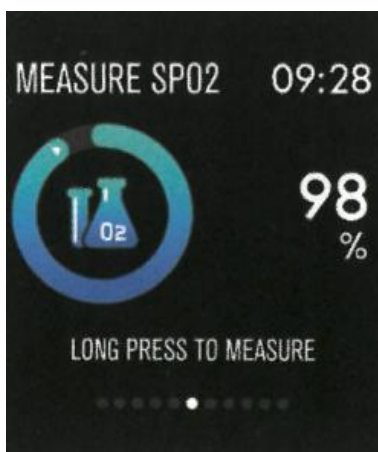 MEASURE SPO2 09:28
O2
98
%
LONG PRESS TO MEASURE